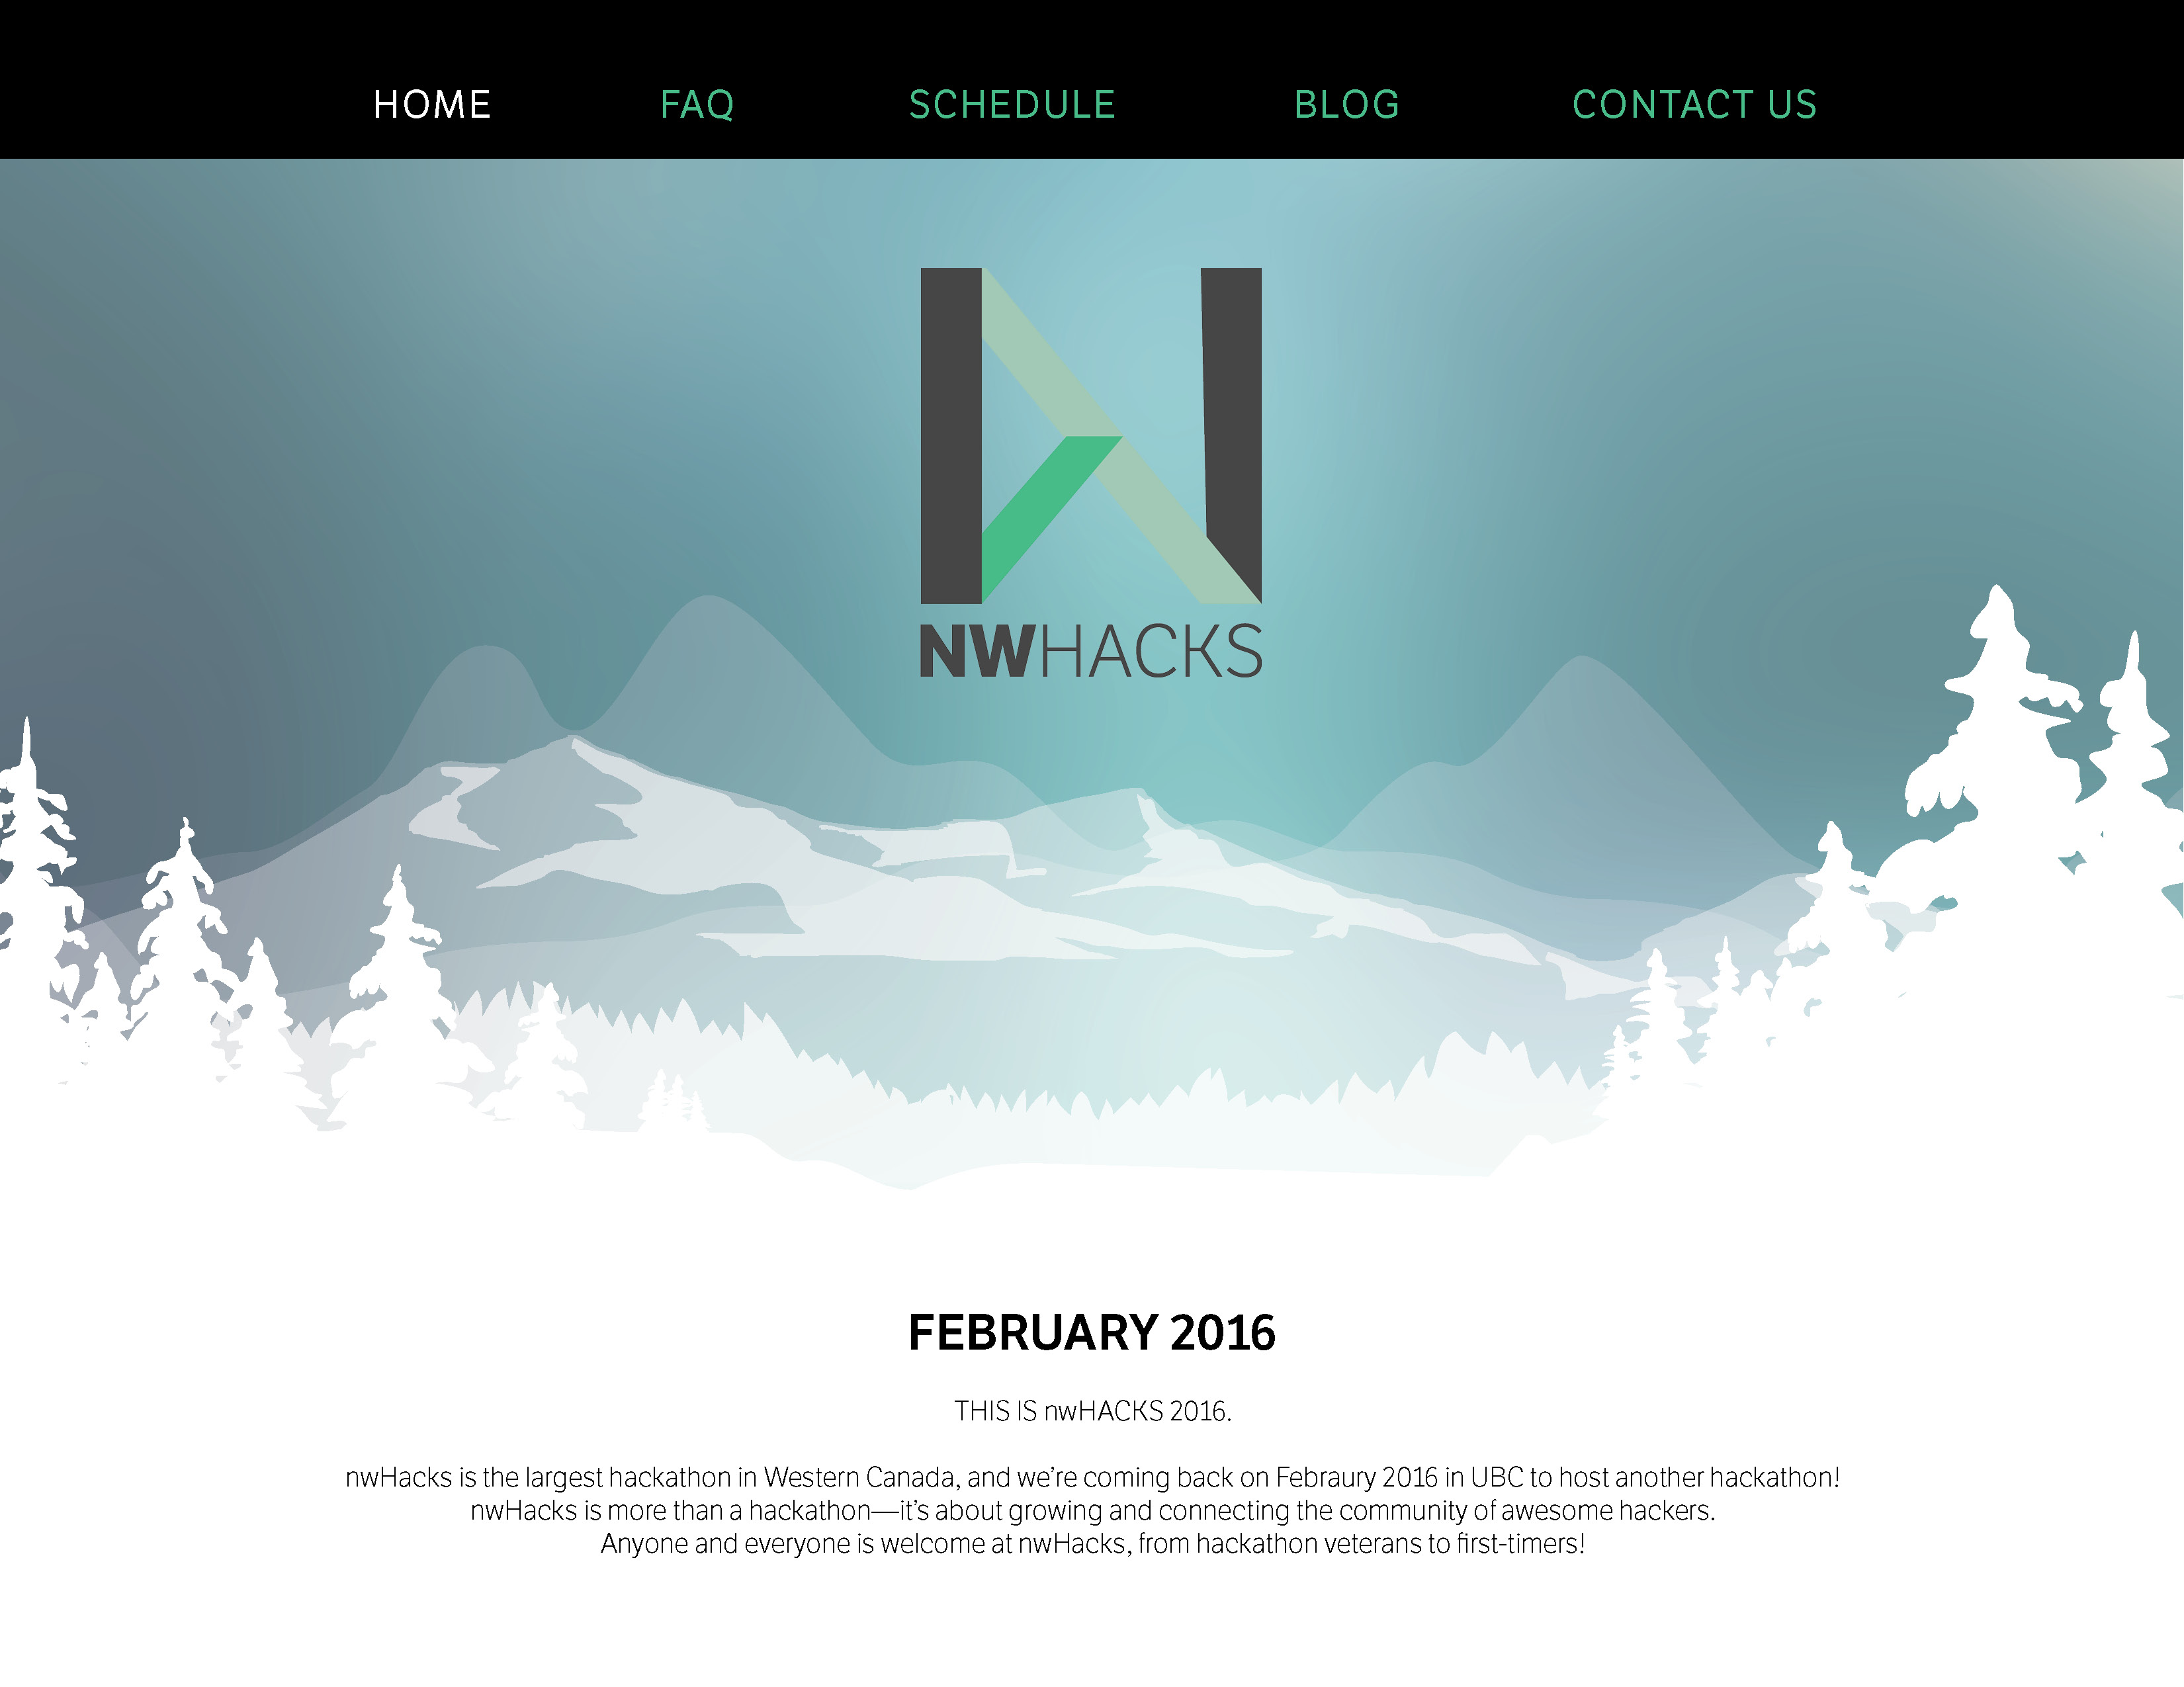 HOME FAQ SCHEDULE BLOG CONTACT US
NWHACKS
FEBRUARY 2016
THIS IS nwHACKS 2016.
nwHacks is the largest hackathon in Western Canada, and we’re coming back on Febraury 2016 in UBC to host another hackathon!
nwHacks is more than a hackathon—it’s about growing and connecting the community of awesome hackers.
Anyone and everyone is welcome at nwHacks, from hackathon veterans to first-timers!